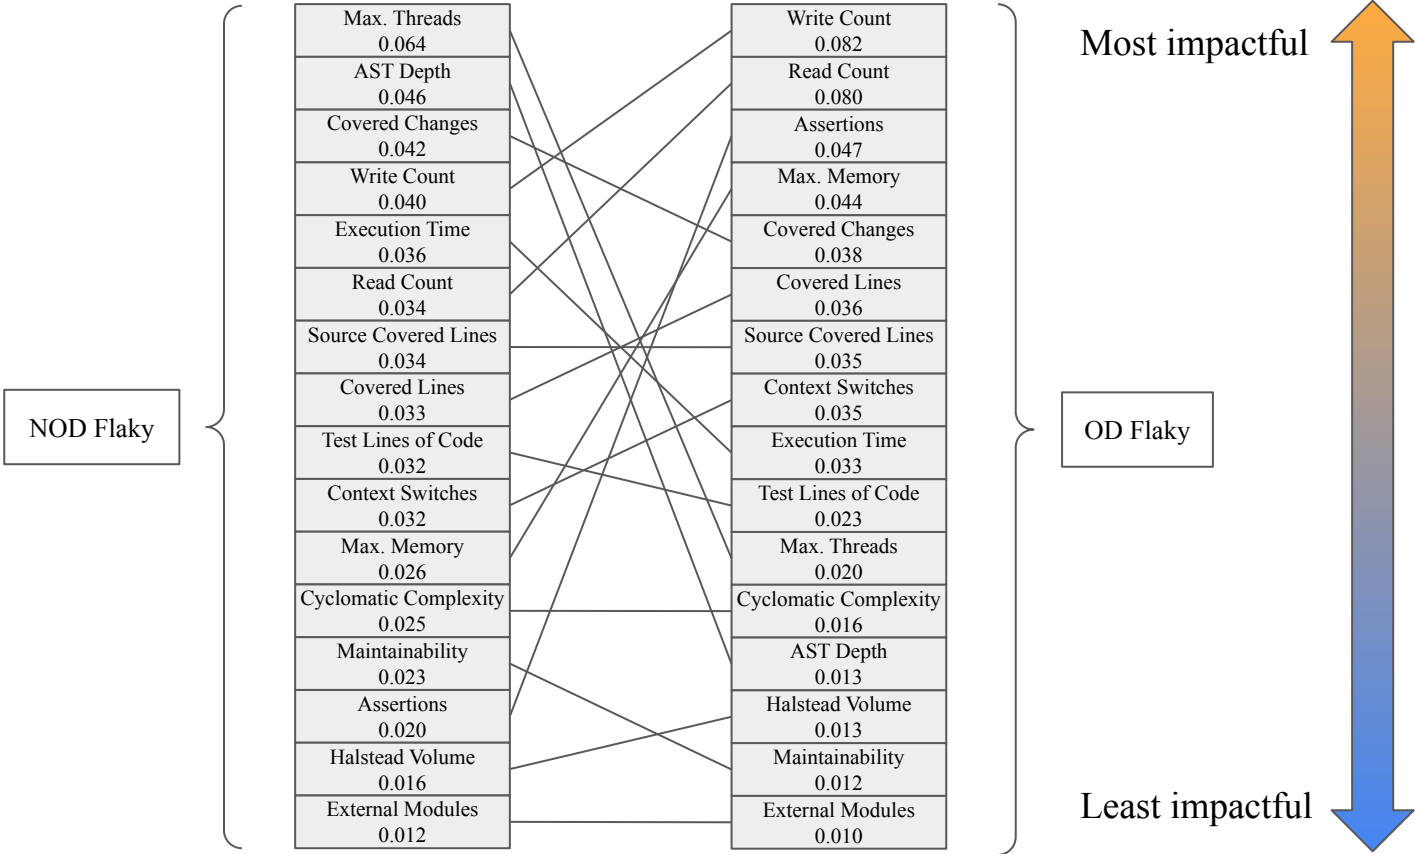 NOD Flaky
Max. Threads
0.064
AST Depth
0.046
Covered Changes
0.042
Write Count
0.040
Execution Time
0.036
Read Count
0.034
Source Covered Lines
0.034
Covered Lines
0.033
Test Lines of Code
0.032
Context Switches
0.032
Max. Memory
0.026
Cyclomatic Complexity
0.025
Maintainability
0.023
Assertions
0.020
Halstead Volume
0.016
External Modules
0.012
Write Count
0.082
Read Count
0.080
Assertions
0.047
Max. Memory
0.044
Covered Changes
0.038
Covered Lines
0.036
Source Covered Lines
0.035
Context Switches
0.035
Execution Time
0.033
Test Lines of Code
0.023
Max. Threads
0.020
Cyclomatic Complexity
0.016
AST Depth
0.013
Halstead Volume
0.013
Maintainability
0.012
External Modules
0.010
OD Flaky
Most impactful
Least impactful